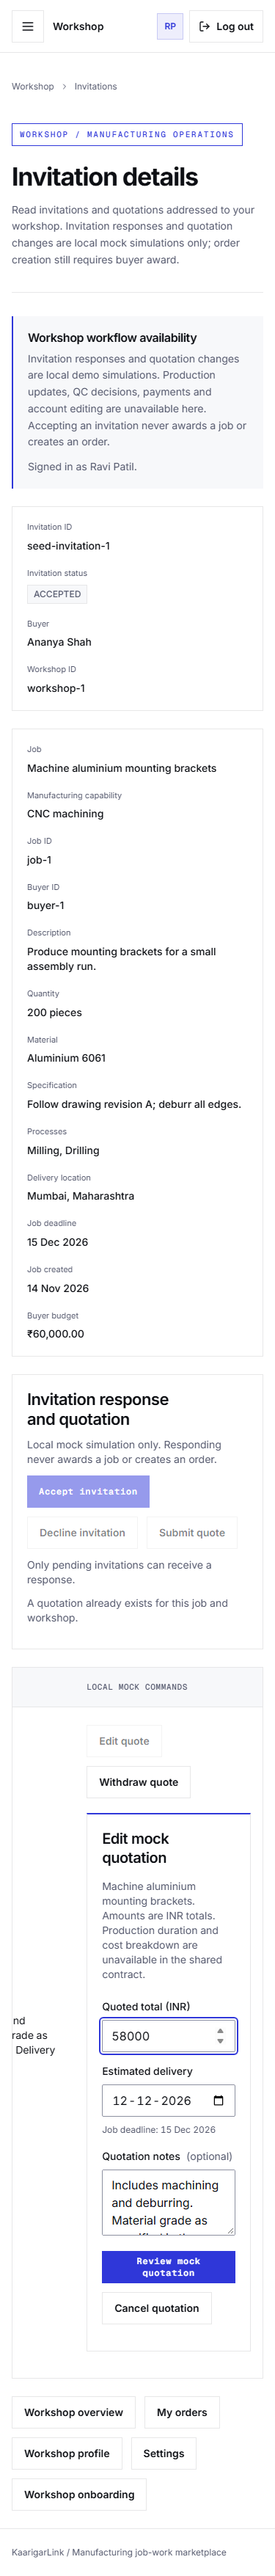 Workshop
RP
Log out
Workshop > Invitations
WORKSHOP / MANUFACTURING OPERATIONS
Invitation details
Read invitations and quotations addressed to your
workshop. Invitation responses and quotation
changes are local mock simulations only; order
creation still requires buyer award.
Workshop workflow availability
Invitation responses and quotation changes
are local demo simulations. Production
updates, QC decisions, payments and
account editing are unavailable here.
Accepting an invitation never awards a job or
creates an order.
Signed in as Ravi Patil.
Invitation ID
seed-invitation-1
Invitation status
ACCEPTED
Buyer
Ananya Shah
Workshop ID
workshop-1
Job
Machine aluminium mounting brackets
Manufacturing capability
CNC machining
Job ID
job-1
Buyer ID
buyer-1
Description
Produce mounting brackets for a small
assembly run.
Quantity
200 pieces
Material
Aluminium 6061
Specification
Follow drawing revision A; deburr all edges.
Processes
Milling, Drilling
Delivery location
Mumbai, Maharashtra
Job deadline
15 Dec 2026
Job created
14 Nov 2026
Buyer budget
₹60,000.00
Invitation response
and quotation
Local mock simulation only. Responding
never awards a job or creates an order.
Accept invitation
Decline invitation
Submit quote
Only pending invitations can receive a
response.
A quotation already exists for this job and
workshop.
LOCAL MOCK COMMANDS
Edit quote
Withdraw quote
Edit mock
quotation
Machine aluminium
mounting brackets.
Amounts are INR totals.
Production duration and
cost breakdown are
unavailable in the shared
contract.
Quoted total (INR)
nd
rade as
Delivery
58000
Estimated delivery
12-12-2026
Job deadline: 15 Dec 2026
Quotation notes (optional)
Includes machining
and deburring.
Material grade as
Review mock
quotation
Cancel quotation
Workshop overview
My orders
Workshop profile
Settings
Workshop onboarding
KaarigarLink / Manufacturing job-work marketplace